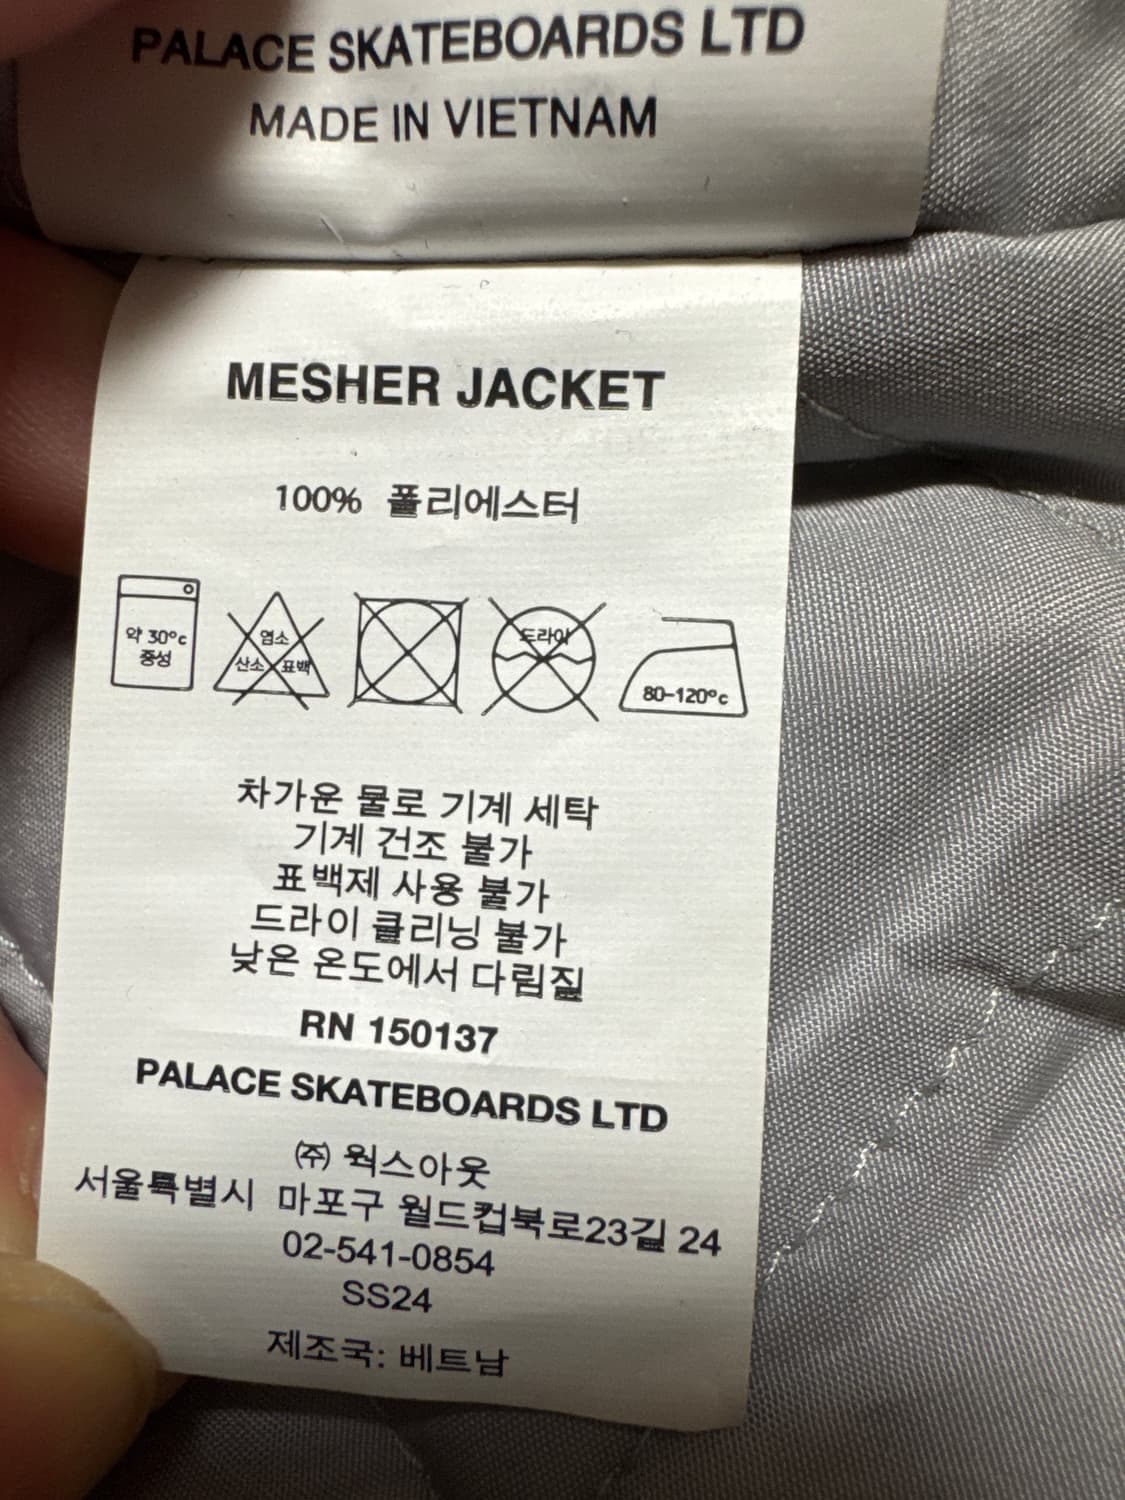 PALACE SKATEBOARDS LTD
MADE IN VIETNAM
MESHER JACKET
100% 폴리에스터
약 30°c
중성
염소
산소 표백
드라이
80-120°c
차가운 물로 기계 세탁
기계 건조 불가
표백제 사용 불가
드라이 클리닝 불가
낮은 온도에서 다림질
RN 150137
PALACE SKATEBOARDS LTD
㈜ 웍스아웃
서울특별시 마포구 월드컵북로23길 24
02-541-0854
SS24
제조국: 베트남